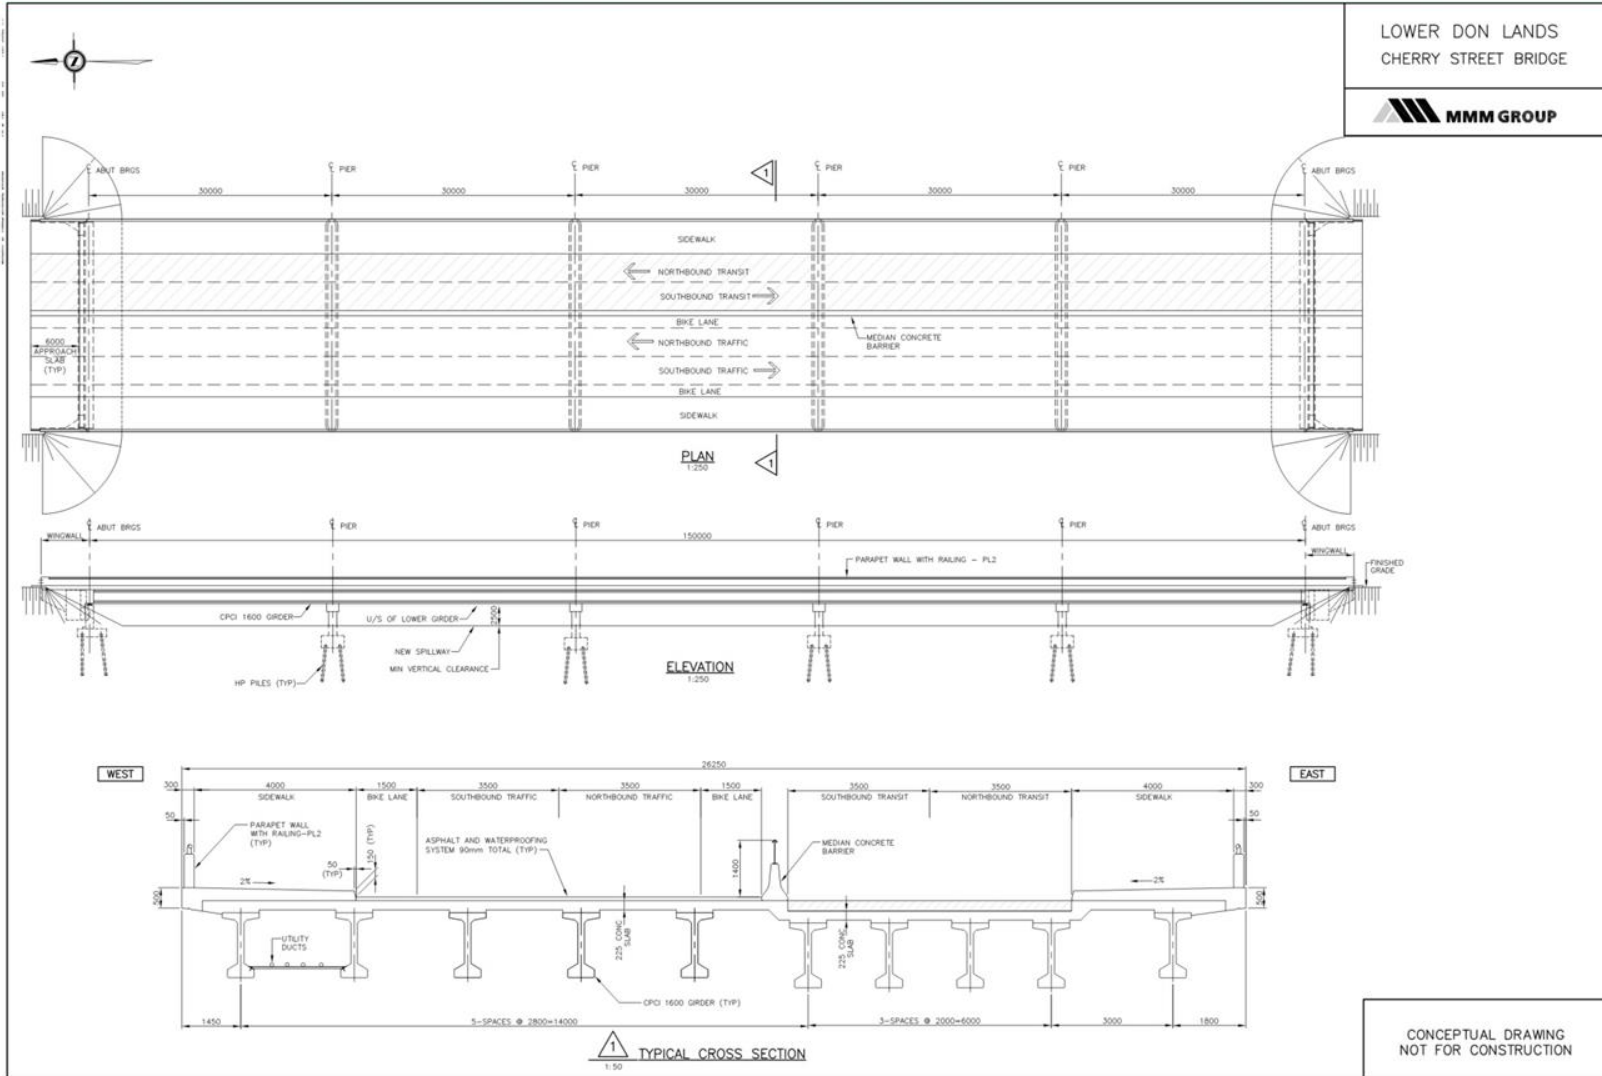 LOWER DON LANDS
CHERRY STREET BRIDGE
MMM GROUP
Z
℄ ABUT BRGS
℄ PIER
℄ PIER
1
℄ PIER
℄ PIER
℄ ABUT BRGS
30000
30000
30000
30000
30000
SIDEWALK
NORTHBOUND TRANSIT
SOUTHBOUND TRANSIT
BIKE LANE
6000
APPROACH
SLAB
(TYP)
NORTHBOUND TRAFFIC
MEDIAN CONCRETE
BARRIER
SOUTHBOUND TRAFFIC
BIKE LANE
SIDEWALK
PLAN
1:250
1
℄ ABUT BRGS
℄ PIER
℄ PIER
℄ PIER
℄ PIER
℄ ABUT BRGS
WINGWALL
150000
WINGWALL
PARAPET WALL WITH RAILING - PL2
FINISHED
GRADE
CPCI 1600 GIRDER
U/S OF LOWER GIRDER
2500
NEW SPILLWAY
MIN VERTICAL CLEARANCE
HP PILES (TYP)
ELEVATION
1:250
WEST
26250
EAST
300
4000
1500
3500
3500
1500
3500
3500
4000
300
SIDEWALK
BIKE LANE
SOUTHBOUND TRAFFIC
NORTHBOUND TRAFFIC
BIKE LANE
SOUTHBOUND TRANSIT
NORTHBOUND TRANSIT
SIDEWALK
50
PARAPET WALL
WITH RAILING-PL2
(TYP)
50
(TYP)
150 (TYP)
ASPHALT AND WATERPROOFING
SYSTEM 90mm TOTAL (TYP)
1400
MEDIAN CONCRETE
BARRIER
50
2%
2%
500
500
UTILITY
DUCTS
225 CONC
SLAB
225 CONC
SLAB
CPCI 1600 GIRDER (TYP)
1450
5-SPACES @ 2800=14000
3-SPACES @ 2000=6000
3000
1800
1
TYPICAL CROSS SECTION
1:50
CONCEPTUAL DRAWING
NOT FOR CONSTRUCTION